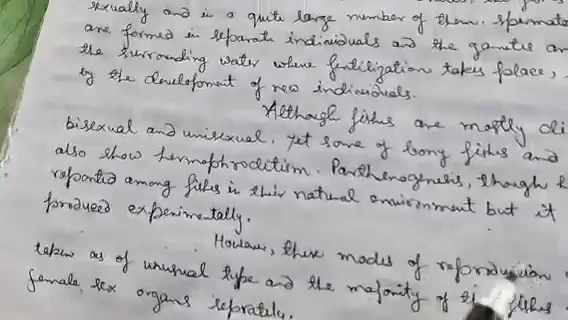 sexually and in a quite large number of them, spermato
are formed in separate individuals and the gametes are
the surrounding water where fertilization takes place,
by the development of new individuals.
Although fishes are mostly di
bisexual and unisexual, yet some of bony fishes and
also show hermaphroditism. Parthenogenesis, though
reported among fishes in their natural environment but it
produced experimentally.
However, these modes of reproduction
taken as of unusual type and the majority of fishes
female sex organs seprately.